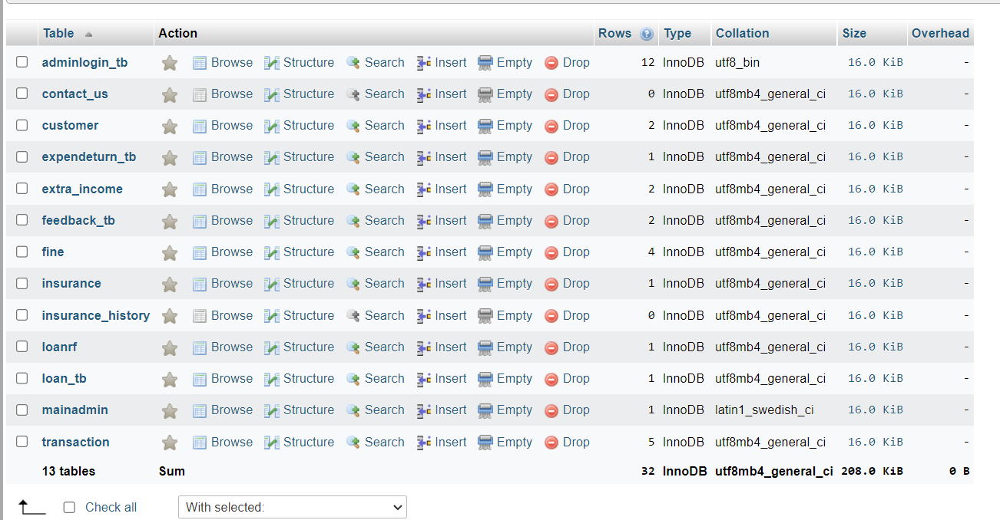 Table Action Rows Type Collation Size Overhead
adminlogin_tb Browse Structure Search Insert Empty Drop 12 InnoDB utf8_bin 16.0 KiB -
contact_us Browse Structure Search Insert Empty Drop 0 InnoDB utf8mb4_general_ci 16.0 KiB -
customer Browse Structure Search Insert Empty Drop 2 InnoDB utf8mb4_general_ci 16.0 KiB -
expendeturn_tb Browse Structure Search Insert Empty Drop 1 InnoDB utf8mb4_general_ci 16.0 KiB -
extra_income Browse Structure Search Insert Empty Drop 2 InnoDB utf8mb4_general_ci 16.0 KiB -
feedback_tb Browse Structure Search Insert Empty Drop 2 InnoDB utf8mb4_general_ci 16.0 KiB -
fine Browse Structure Search Insert Empty Drop 4 InnoDB utf8mb4_general_ci 16.0 KiB -
insurance Browse Structure Search Insert Empty Drop 1 InnoDB utf8mb4_general_ci 16.0 KiB -
insurance_history Browse Structure Search Insert Empty Drop 0 InnoDB utf8mb4_general_ci 16.0 KiB -
loanrf Browse Structure Search Insert Empty Drop 1 InnoDB utf8mb4_general_ci 16.0 KiB -
loan_tb Browse Structure Search Insert Empty Drop 1 InnoDB utf8mb4_general_ci 16.0 KiB -
mainadmin Browse Structure Search Insert Empty Drop 1 InnoDB latin1_swedish_ci 16.0 KiB -
transaction Browse Structure Search Insert Empty Drop 5 InnoDB utf8mb4_general_ci 16.0 KiB -
13 tables Sum 32 InnoDB utf8mb4_general_ci 208.0 KiB 0 B
Check all With selected: